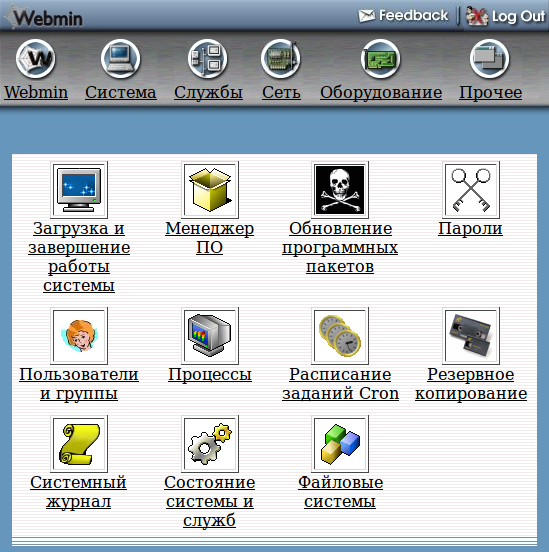 Webmin
Feedback
Log Out
Webmin
Система
Службы
Сеть
Оборудование
Прочее
Загрузка и
завершение
работы
системы
Менеджер
ПО
Обновление
программных
пакетов
Пароли
Пользователи
и группы
Процессы
Расписание
заданий Cron
Резервное
копирование
Системный
журнал
Состояние
системы и
служб
Файловые
системы